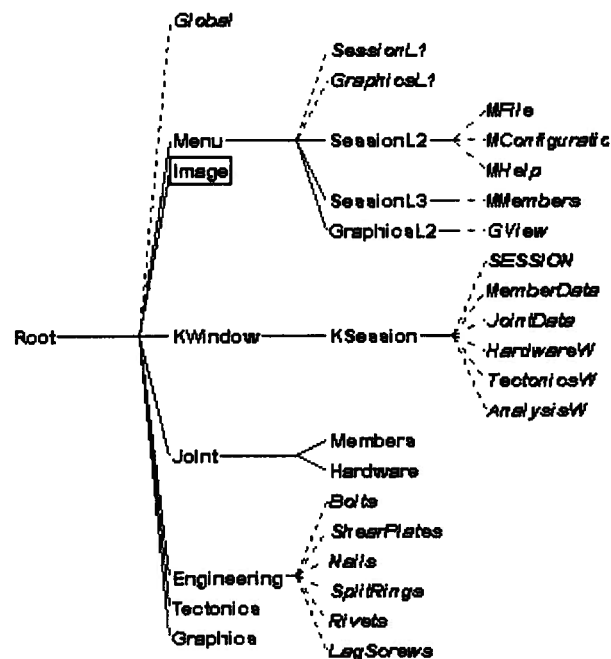 Global
SessionL1
GraphicsL1
MFile
Menu SessionL2 MConfiguratic
Image MHelp
SessionL3 MMembers
GraphicsL2 GView
SESSION
MemberData
JointData
Root KWindow KSession HardwareW
TectonicsW
AnalysisW
Members
Joint
Hardware
Bolts
ShearPlates
Nails
Engineering SplitRings
Tectonics Rivets
Graphics LagScrews